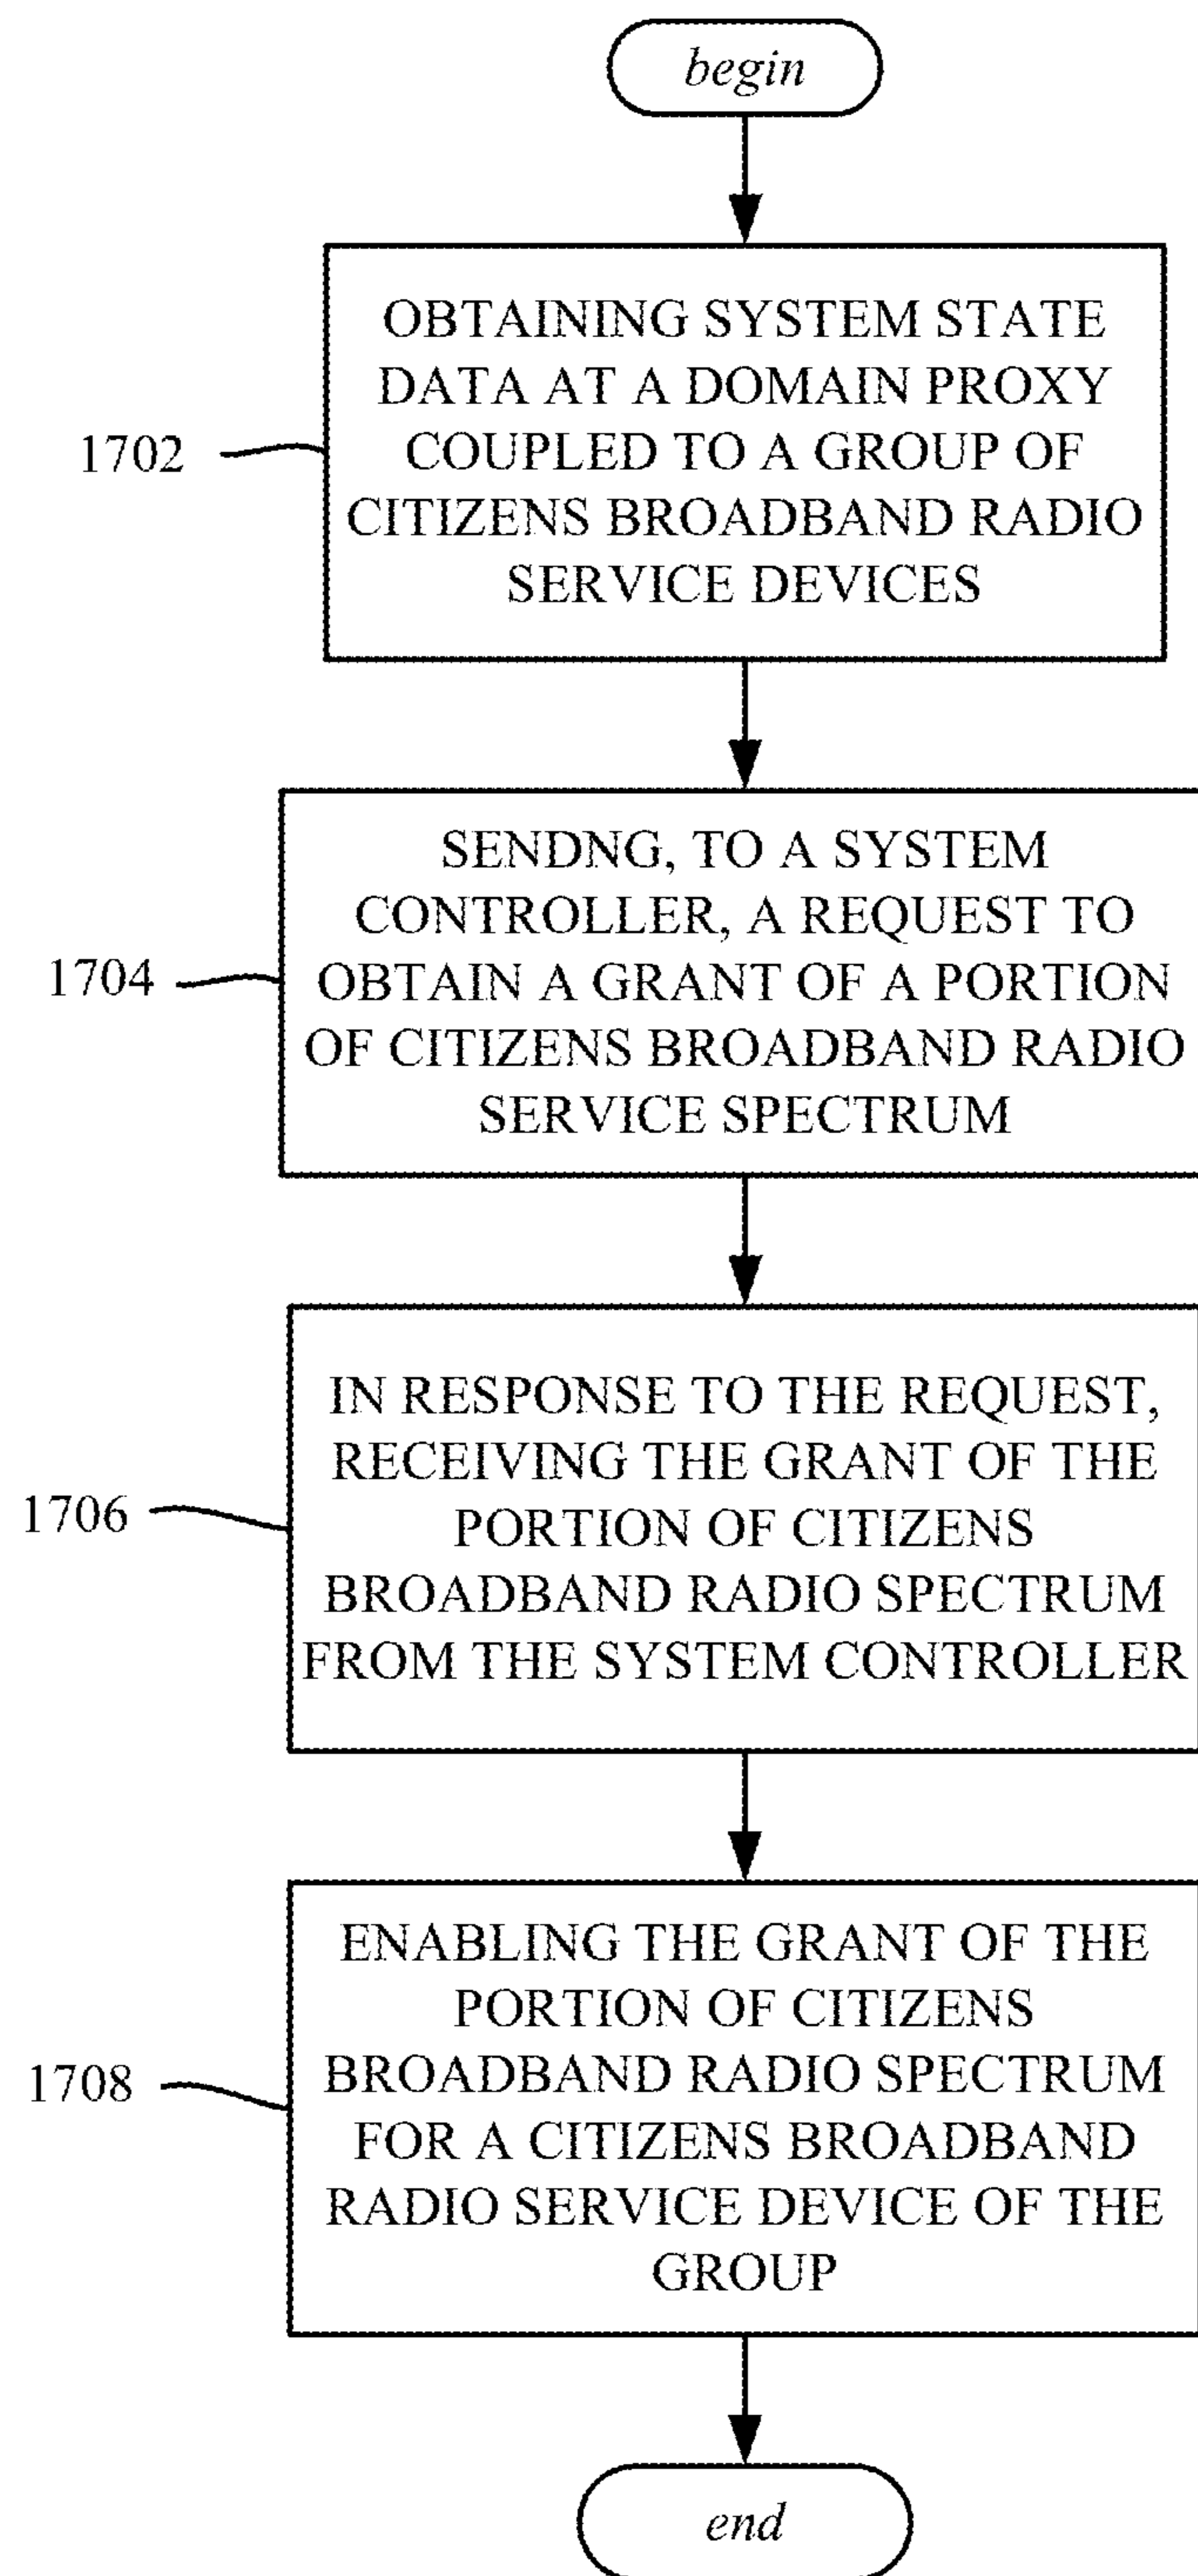 begin
1702
OBTAINING SYSTEM STATE
DATA AT A DOMAIN PROXY
COUPLED TO A GROUP OF
CITIZENS BROADBAND RADIO
SERVICE DEVICES
1704
SENDNG, TO A SYSTEM
CONTROLLER, A REQUEST TO
OBTAIN A GRANT OF A PORTION
OF CITIZENS BROADBAND RADIO
SERVICE SPECTRUM
1706
IN RESPONSE TO THE REQUEST,
RECEIVING THE GRANT OF THE
PORTION OF CITIZENS
BROADBAND RADIO SPECTRUM
FROM THE SYSTEM CONTROLLER
1708
ENABLING THE GRANT OF THE
PORTION OF CITIZENS
BROADBAND RADIO SPECTRUM
FOR A CITIZENS BROADBAND
RADIO SERVICE DEVICE OF THE
GROUP
end